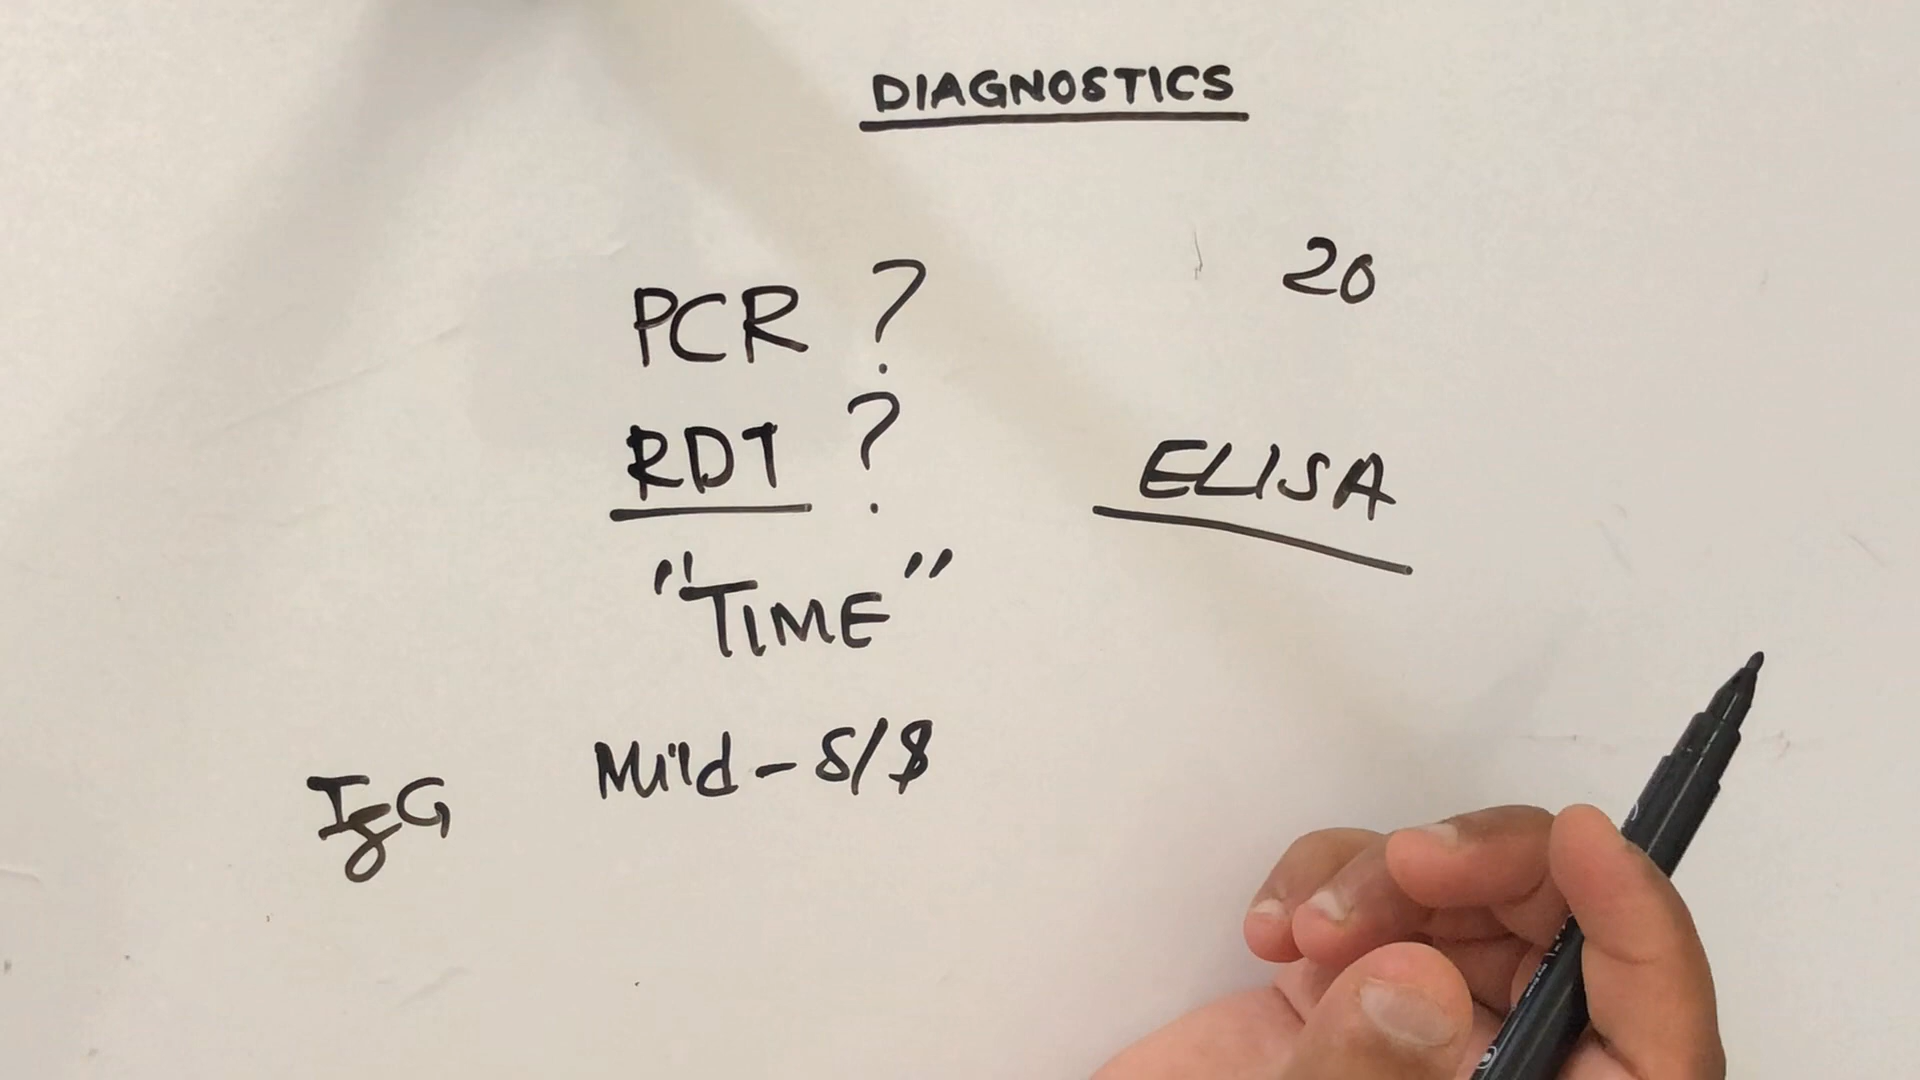 DIAGNOSTICS
20
PCR ?
RDT ?
ELISA
"TIME"
Mild - S/$
IgG